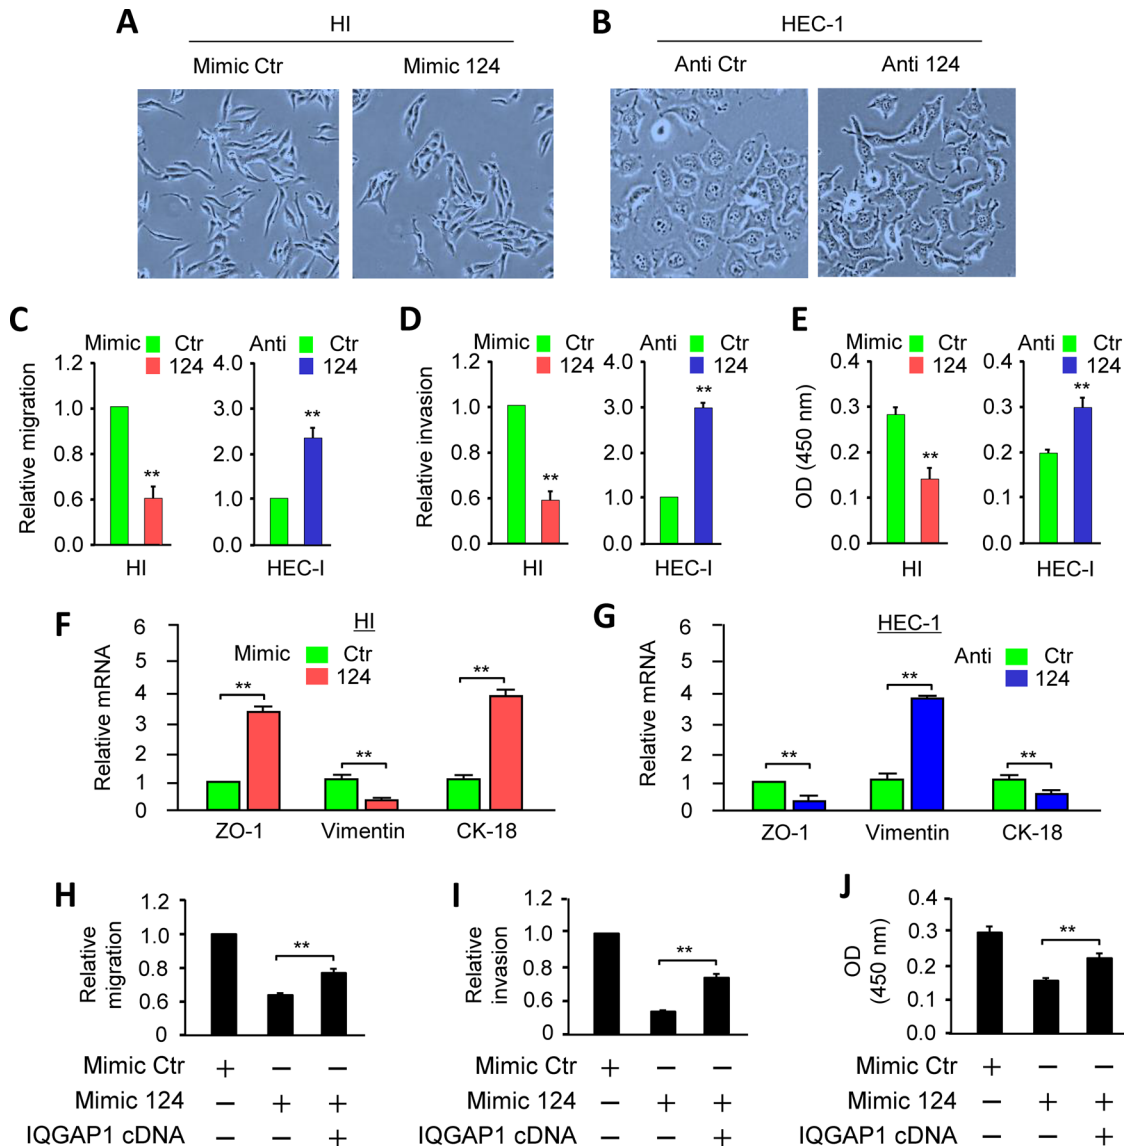 A HI
Mimic Ctr Mimic 124
B HEC-1
Anti Ctr Anti 124
C
Mimic Ctr
124
Relative migration
1.2
1.0
0.8
0.6
0.0
HI
Anti Ctr
124
4.0
3.0
2.0
1.0
0.0
**
**
HEC-I
D
Mimic Ctr
124
Relative invasion
1.2
1.0
0.8
0.6
0.0
**
HI
Anti Ctr
124
4.0
3.0
2.0
1.0
0.0
**
HEC-I
E
Mimic Ctr
124
OD (450 nm)
0.4
0.3
0.2
0.1
0.0
**
HI
Anti Ctr
124
0.4
0.3
0.2
0.1
0.0
**
HEC-I
F HI
Mimic Ctr
124
Relative mRNA
6
5
4
3
2
1
0
** ** **
ZO-1 Vimentin CK-18
G HEC-1
Anti Ctr
124
Relative mRNA
6
5
4
3
2
1
0
** ** **
ZO-1 Vimentin CK-18
H
Relative
migration
1.2
1.0
0.8
0.6
0
**
Mimic Ctr + − −
Mimic 124 − + +
IQGAP1 cDNA − − +
I
Relative
invasion
1.2
1.0
0.8
0.6
0
**
Mimic Ctr + − −
Mimic 124 − + +
IQGAP1 cDNA − − +
J
OD
(450 nm)
0.4
0.3
0.2
0.1
0.0
**
Mimic Ctr + − −
Mimic 124 − + +
IQGAP1 cDNA − − +